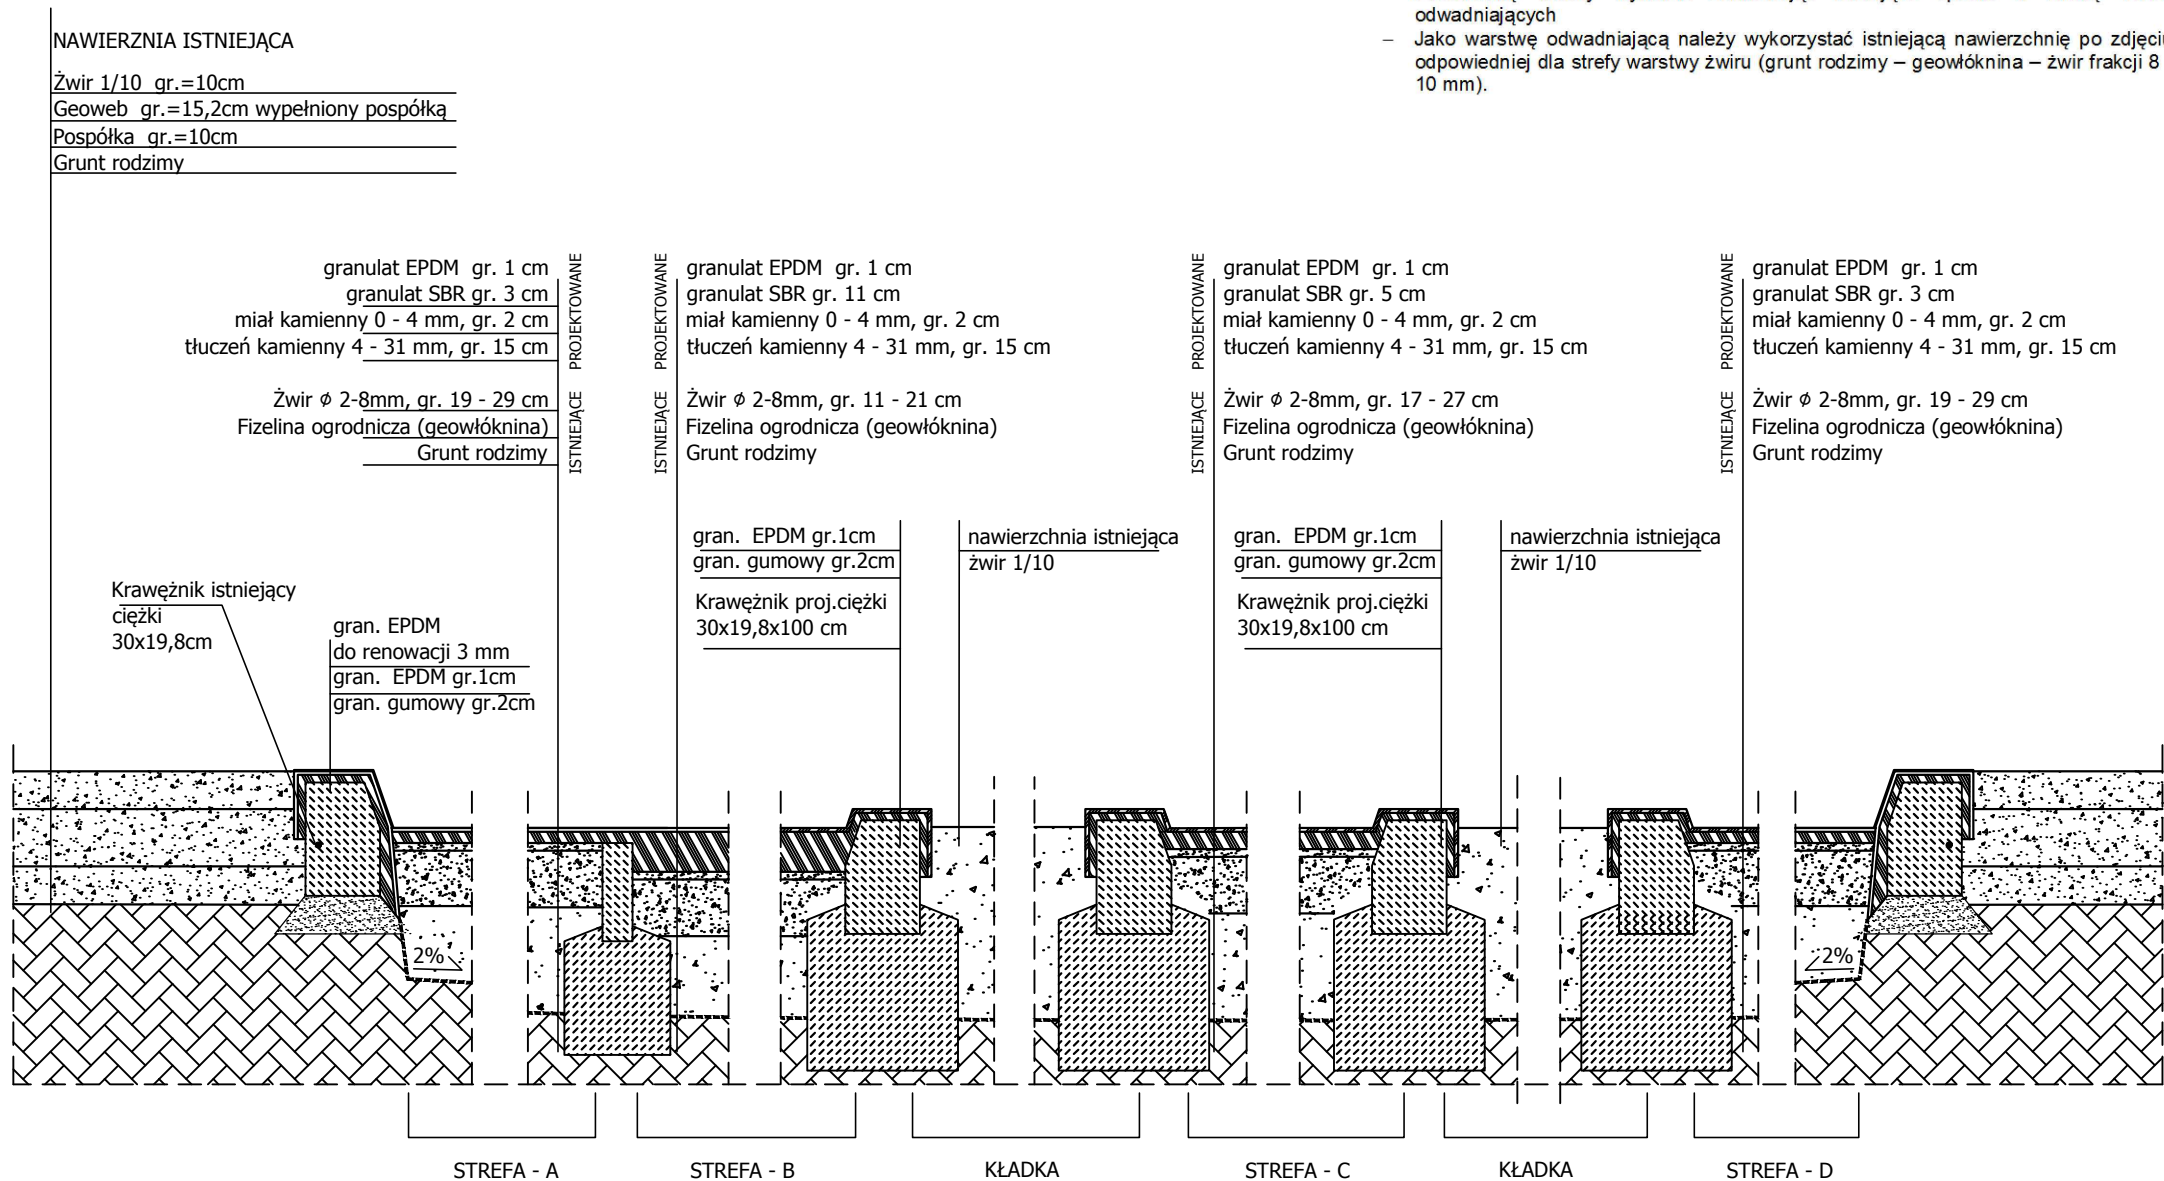 odwadniających
– Jako warstwę odwadniającą należy wykorzystać istniejącą nawierzchnię po zdjęciu
odpowiedniej dla strefy warstwy żwiru (grunt rodzimy – geowłóknina – żwir frakcji 8
10 mm).
NAWIERZNIA ISTNIEJĄCA
Żwir 1/10 gr.=10cm
Geoweb gr.=15,2cm wypełniony pospółką
Pospółka gr.=10cm
Grunt rodzimy
granulat EPDM gr. 1 cm
granulat SBR gr. 3 cm
miał kamienny 0 - 4 mm, gr. 2 cm
tłuczeń kamienny 4 - 31 mm, gr. 15 cm
Żwir ⌀ 2-8mm, gr. 19 - 29 cm
Fizelina ogrodnicza (geowłóknina)
Grunt rodzimy
PROJEKTOWANE
ISTNIEJĄCE
PROJEKTOWANE
ISTNIEJĄCE
granulat EPDM gr. 1 cm
granulat SBR gr. 11 cm
miał kamienny 0 - 4 mm, gr. 2 cm
tłuczeń kamienny 4 - 31 mm, gr. 15 cm
Żwir ⌀ 2-8mm, gr. 11 - 21 cm
Fizelina ogrodnicza (geowłóknina)
Grunt rodzimy
PROJEKTOWANE
ISTNIEJĄCE
granulat EPDM gr. 1 cm
granulat SBR gr. 5 cm
miał kamienny 0 - 4 mm, gr. 2 cm
tłuczeń kamienny 4 - 31 mm, gr. 15 cm
Żwir ⌀ 2-8mm, gr. 17 - 27 cm
Fizelina ogrodnicza (geowłóknina)
Grunt rodzimy
PROJEKTOWANE
ISTNIEJĄCE
granulat EPDM gr. 1 cm
granulat SBR gr. 3 cm
miał kamienny 0 - 4 mm, gr. 2 cm
tłuczeń kamienny 4 - 31 mm, gr. 15 cm
Żwir ⌀ 2-8mm, gr. 19 - 29 cm
Fizelina ogrodnicza (geowłóknina)
Grunt rodzimy
Krawężnik istniejący
ciężki
30x19,8cm
gran. EPDM
do renowacji 3 mm
gran. EPDM gr.1cm
gran. gumowy gr.2cm
gran. EPDM gr.1cm
gran. gumowy gr.2cm
Krawężnik proj.ciężki
30x19,8x100 cm
nawierzchnia istniejąca
żwir 1/10
gran. EPDM gr.1cm
gran. gumowy gr.2cm
Krawężnik proj.ciężki
30x19,8x100 cm
nawierzchnia istniejąca
żwir 1/10
2%
2%
STREFA - A
STREFA - B
KŁADKA
STREFA - C
KŁADKA
STREFA - D